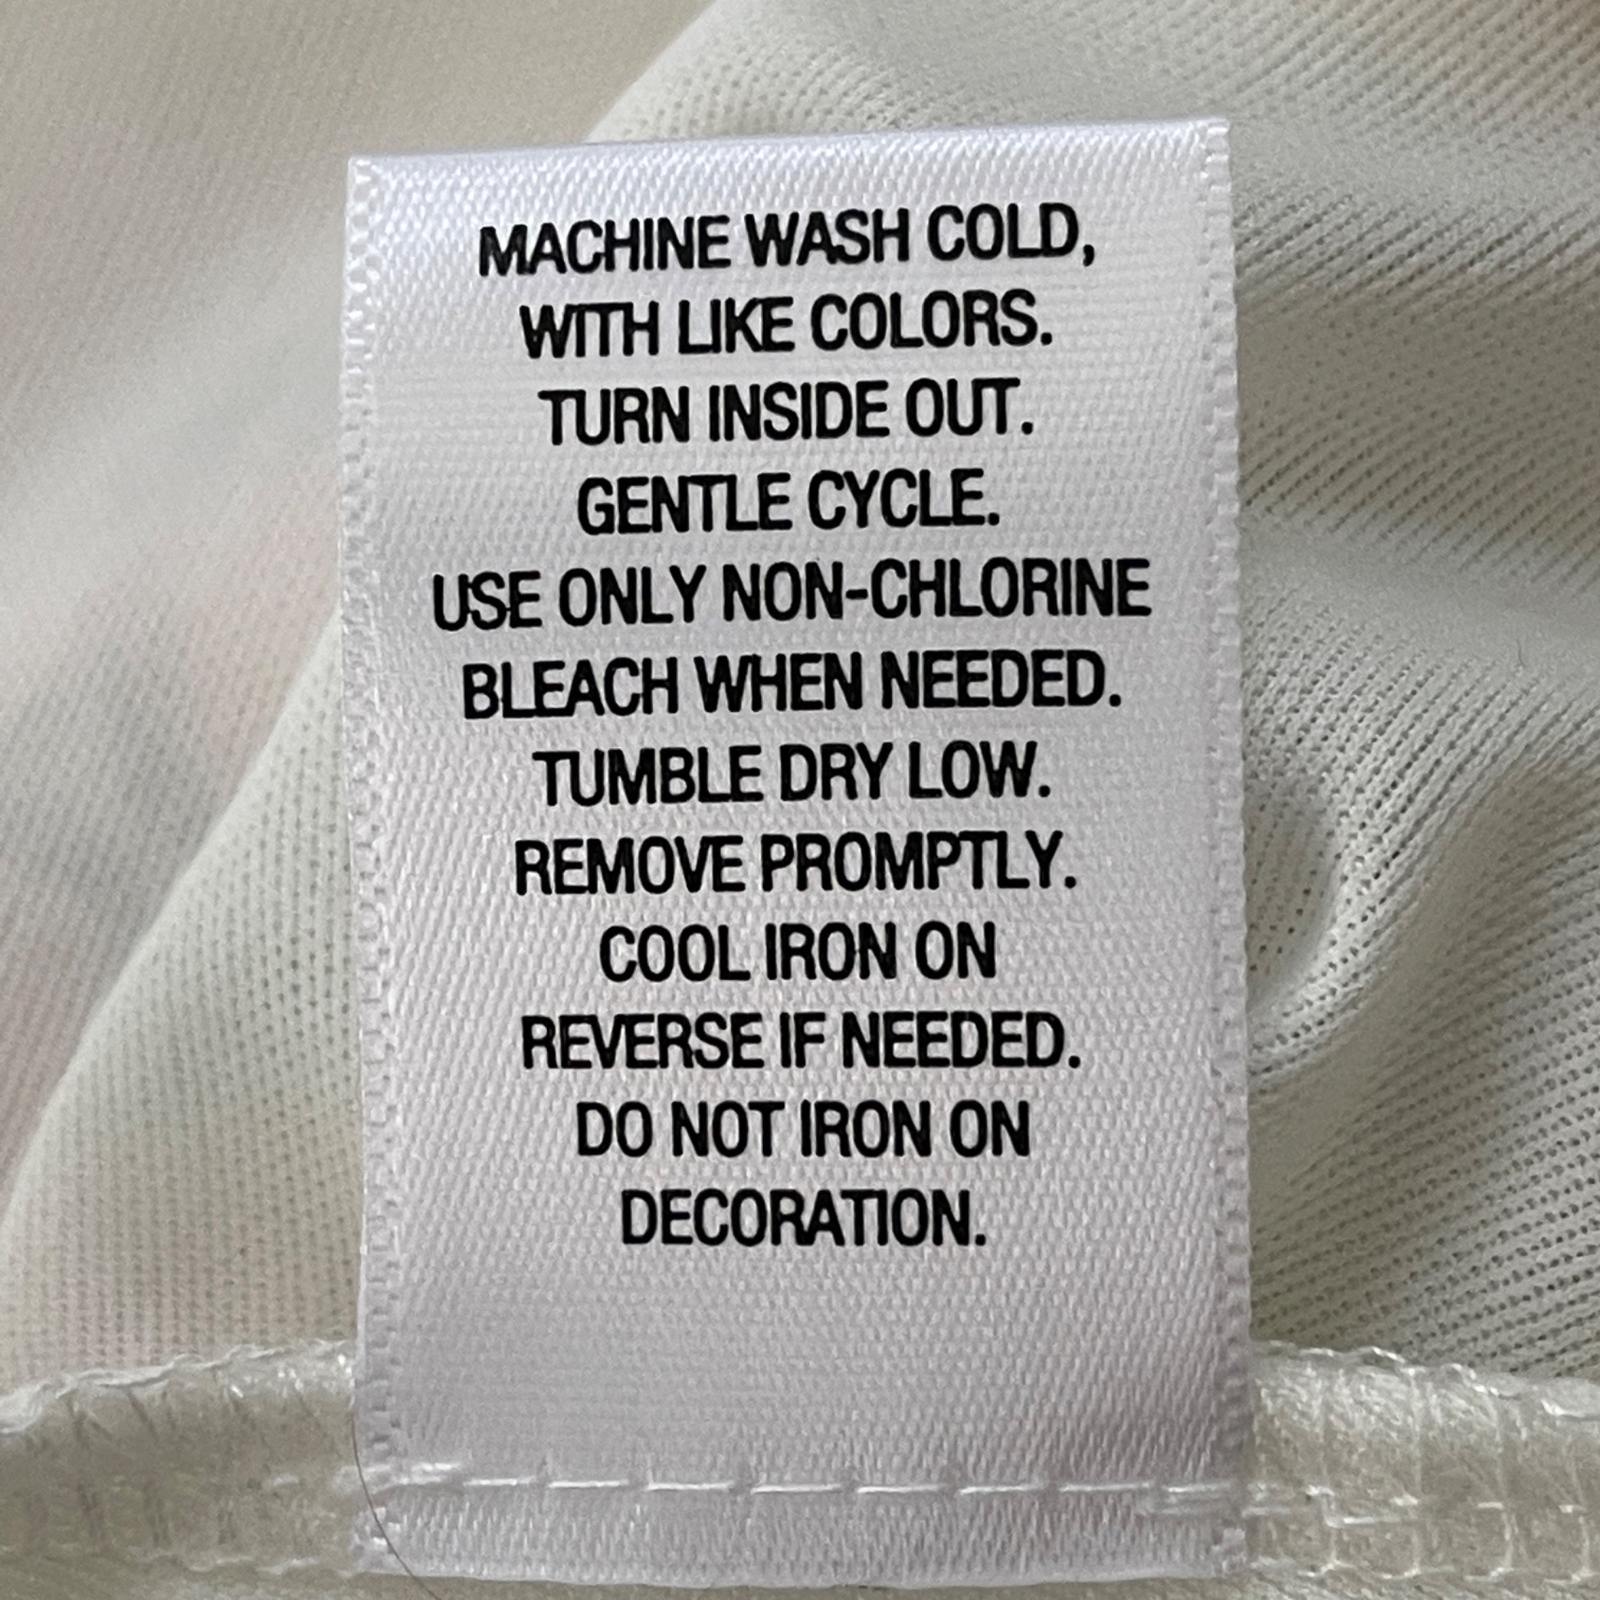 MACHINE WASH COLD,
WITH LIKE COLORS.
TURN INSIDE OUT.
GENTLE CYCLE.
USE ONLY NON-CHLORINE
BLEACH WHEN NEEDED.
TUMBLE DRY LOW.
REMOVE PROMPTLY.
COOL IRON ON
REVERSE IF NEEDED.
DO NOT IRON ON
DECORATION.